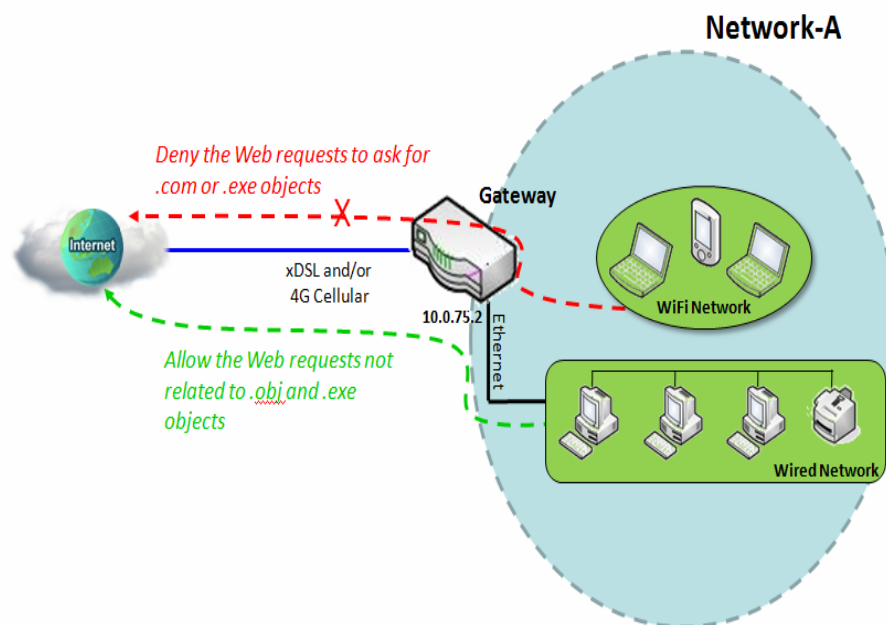 Network-A
Deny the Web requests to ask for
.com or .exe objects
Gateway
Internet
xDSL and/or
4G Cellular
WiFi Network
10.0.75.2
Ethernet
Allow the Web requests not
related to .obj and .exe
objects
Wired Network